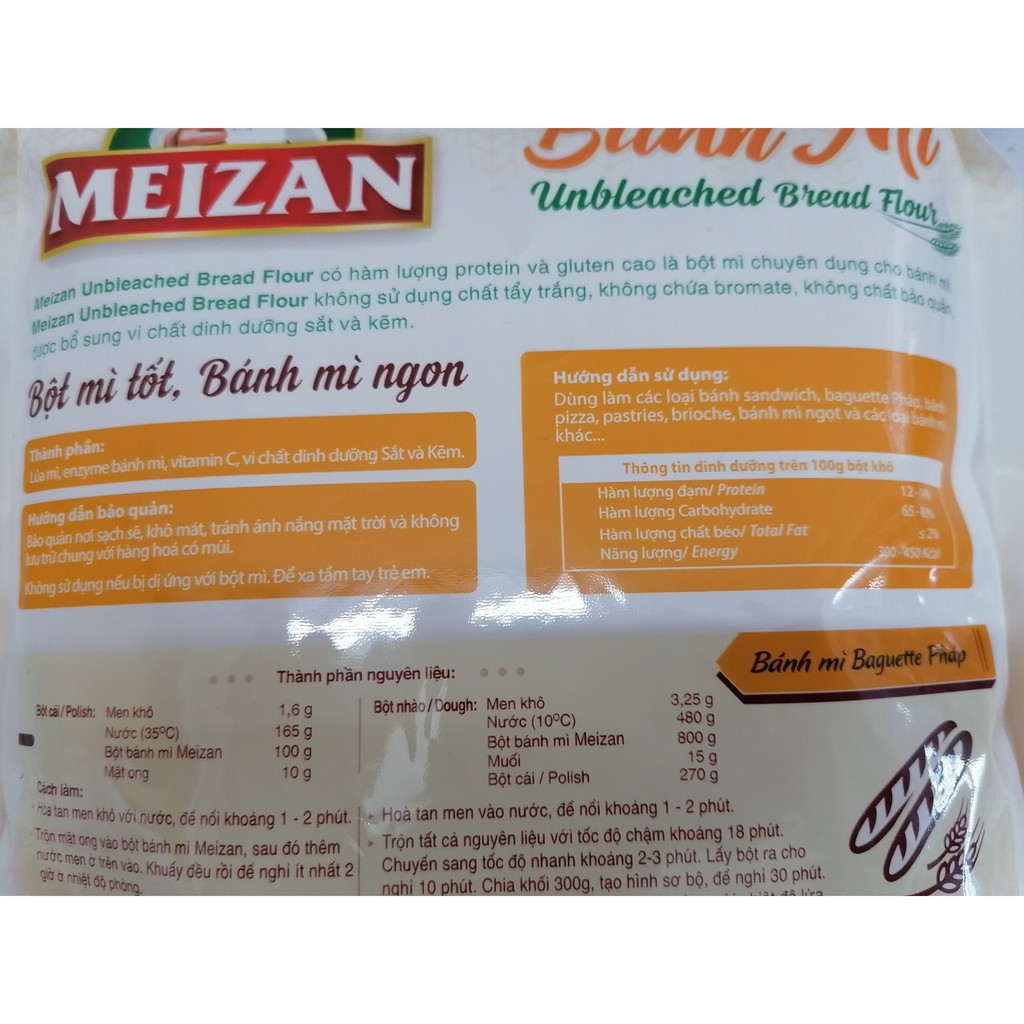 MEIZAN
Bánh Mì
Unbleached Bread Flour
Meizan Unbleached Bread Flour có hàm lượng protein và gluten cao là bột mì chuyên dụng cho bánh mì.
Meizan Unbleached Bread Flour không sử dụng chất tẩy trắng, không chứa bromate, không chất bảo quản,
được bổ sung vi chất dinh dưỡng sắt và kẽm.
Bột mì tốt, Bánh mì ngon
Thành phần:
Lúa mì, enzyme bánh mì, vitamin C, vi chất dinh dưỡng Sắt và Kẽm.
Hướng dẫn bảo quản:
Bảo quản nơi sạch sẽ, khô mát, tránh ánh nắng mặt trời và không
lưu trữ chung với hàng hoá có mùi.
Không sử dụng nếu bị dị ứng với bột mì. Để xa tầm tay trẻ em.
Hướng dẫn sử dụng:
Dùng làm các loại bánh sandwich, baguette Pháp, bánh
pizza, pastries, brioche, bánh mì ngọt và các loại bánh mì
khác...
Thông tin dinh dưỡng trên 100g bột khô
Hàm lượng đạm/ Protein 12 -
Hàm lượng Carbohydrate 65 - 80%
Hàm lượng chất béo/ Total Fat ≤ 2%
Năng lượng/ Energy 300 - 450 Kcal
Bánh mì Baguette Pháp
Thành phần nguyên liệu:
Bột cái / Polish: Men khô 1,6 g
Nước (35ºC) 165 g
Bột bánh mì Meizan 100 g
Mật ong 10 g
Bột nhào / Dough: Men khô 3,25 g
Nước (10ºC) 480 g
Bột bánh mì Meizan 800 g
Muối 15 g
Bột cái / Polish 270 g
Cách làm:
Hoà tan men khô với nước, để nổi khoảng 1 - 2 phút.
Trộn mật ong vào bột bánh mì Meizan, sau đó thêm
nước men ở trên vào. Khuấy đều rồi để nghỉ ít nhất 2
giờ ở nhiệt độ phòng.
Hoà tan men vào nước, để nổi khoảng 1 - 2 phút.
Trộn tất cả nguyên liệu với tốc độ chậm khoảng 18 phút.
Chuyển sang tốc độ nhanh khoảng 2-3 phút. Lấy bột ra cho
nghỉ 10 phút. Chia khối 300g, tạo hình sơ bộ, để nghỉ 30 phút.